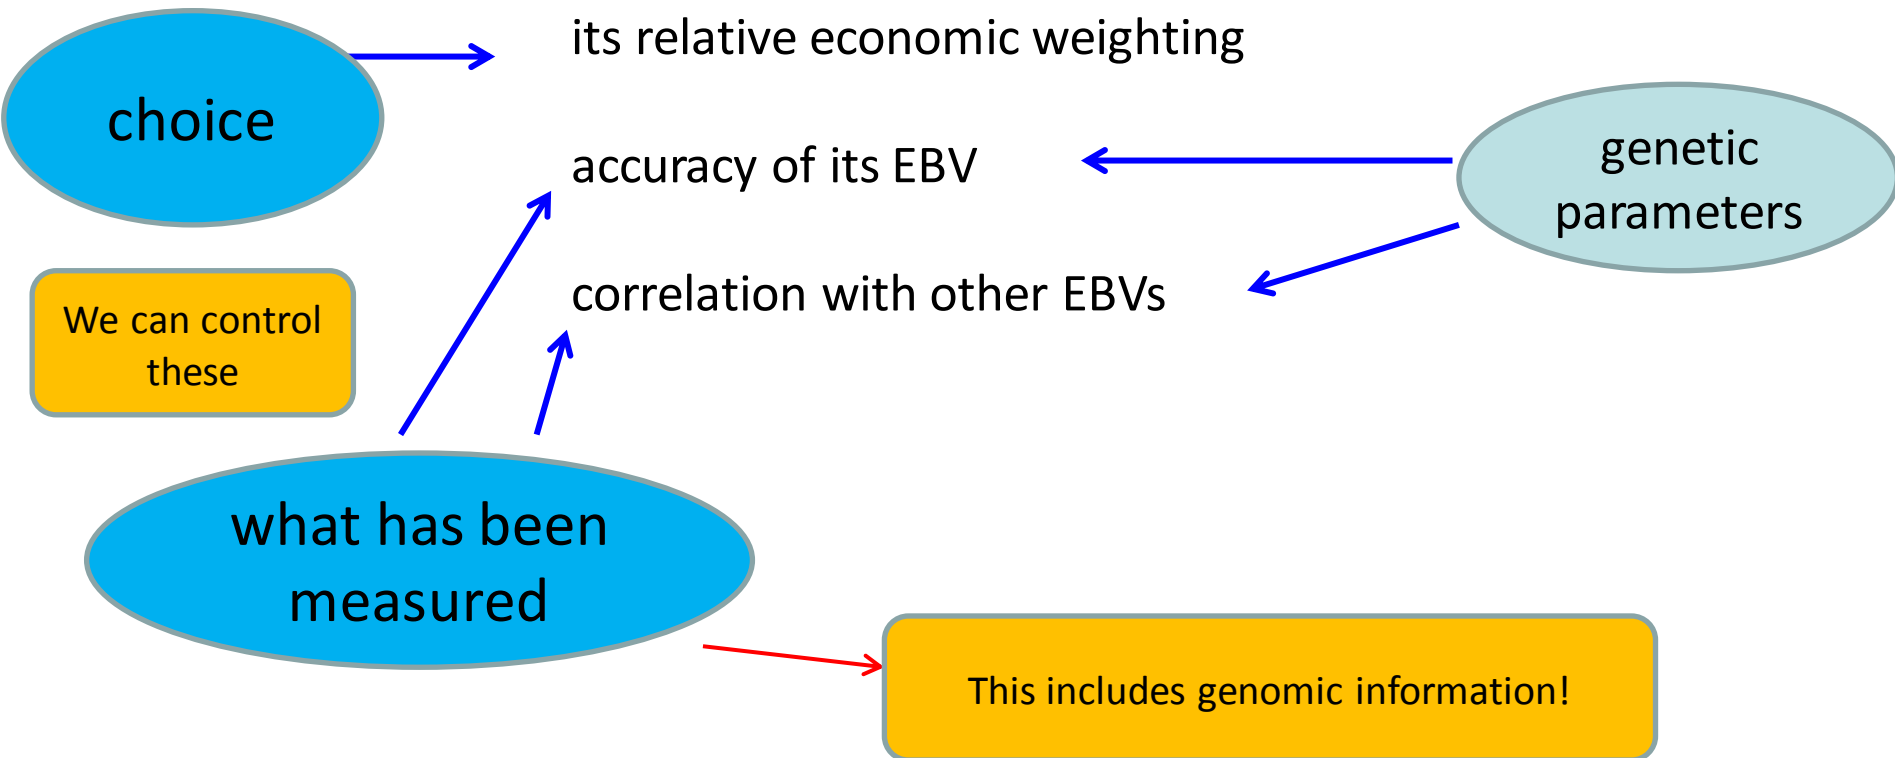 its relative economic weighting
choice
accuracy of its EBV
genetic
parameters
correlation with other EBVs
We can control
these
what has been
measured
This includes genomic information!